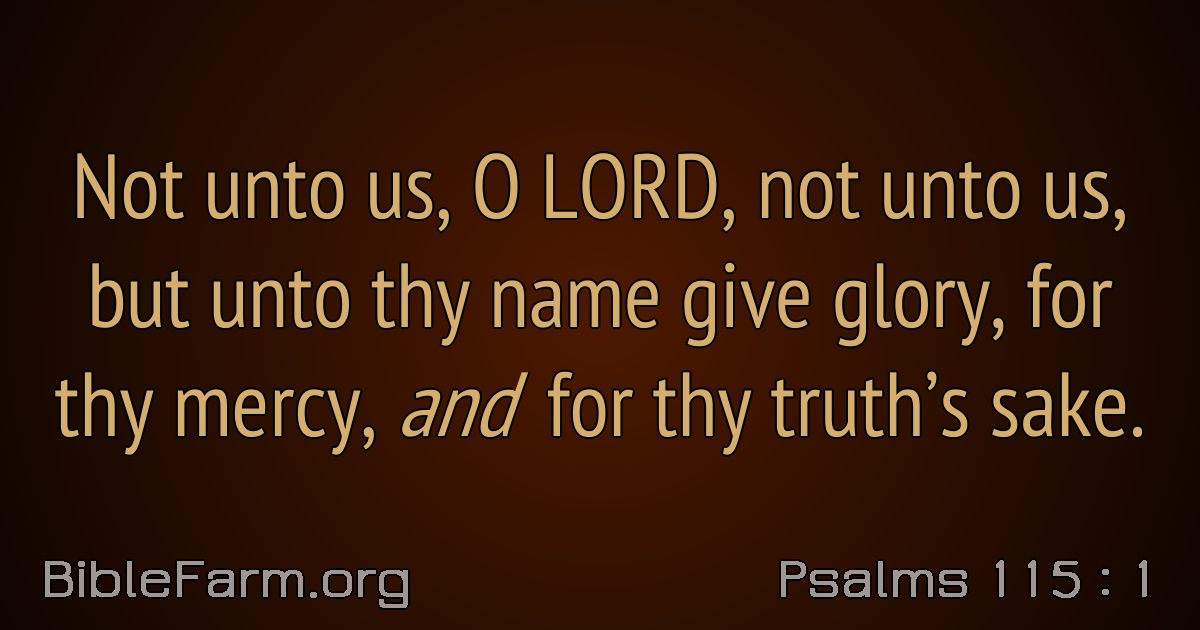 Not unto us, O LORD, not unto us,
but unto thy name give glory, for
thy mercy, and for thy truth’s sake.
BibleFarm.org
Psalms 115 : 1